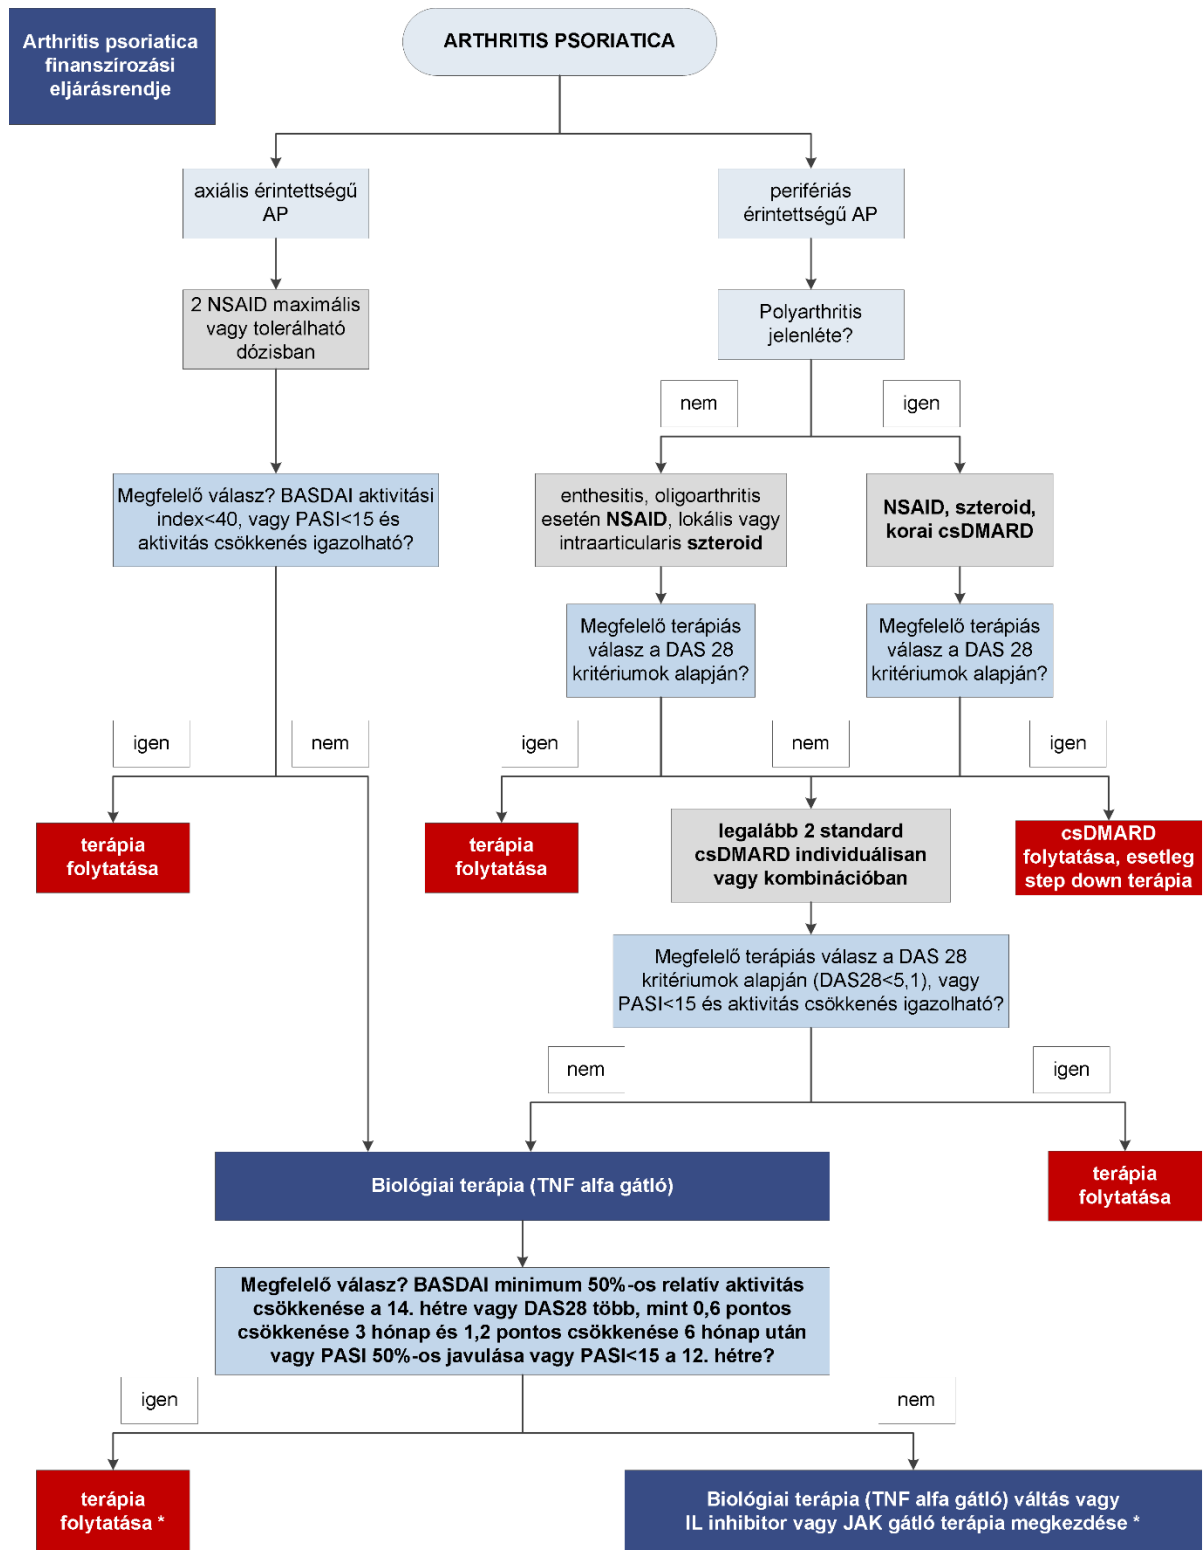 Arthritis psoriatica
finanszírozási
eljárásrendje
ARTHRITIS PSORIATICA
axiális érintettségű
AP
perifériás
érintettségű AP
2 NSAID maximális
vagy tolerálható
dózisban
Polyarthritis
jelenléte?
nem
igen
Megfelelő válasz? BASDAI aktivitási
index<40, vagy PASI<15 és
aktivitás csökkenés igazolható?
enthesitis, oligoarthritis
esetén NSAID, lokális vagy
intraarticularis szteroid
NSAID, szteroid,
korai csDMARD
Megfelelő terápiás
válasz a DAS 28
kritériumok alapján?
Megfelelő terápiás
válasz a DAS 28
kritériumok alapján?
igen
nem
igen
nem
igen
terápia
folytatása
terápia
folytatása
legalább 2 standard
csDMARD individuálisan
vagy kombinációban
csDMARD
folytatása, esetleg
step down terápia
Megfelelő terápiás válasz a DAS 28
kritériumok alapján (DAS28<5,1), vagy
PASI<15 és aktivitás csökkenés igazolható?
nem
igen
Biológiai terápia (TNF alfa gátló)
terápia
folytatása
Megfelelő válasz? BASDAI minimum 50%-os relatív aktivitás
csökkenése a 14. hétre vagy DAS28 több, mint 0,6 pontos
csökkenése 3 hónap és 1,2 pontos csökkenése 6 hónap után
vagy PASI 50%-os javulása vagy PASI<15 a 12. hétre?
igen
nem
terápia
folytatása *
Biológiai terápia (TNF alfa gátló) váltás vagy
IL inhibitor vagy JAK gátló terápia megkezdése *